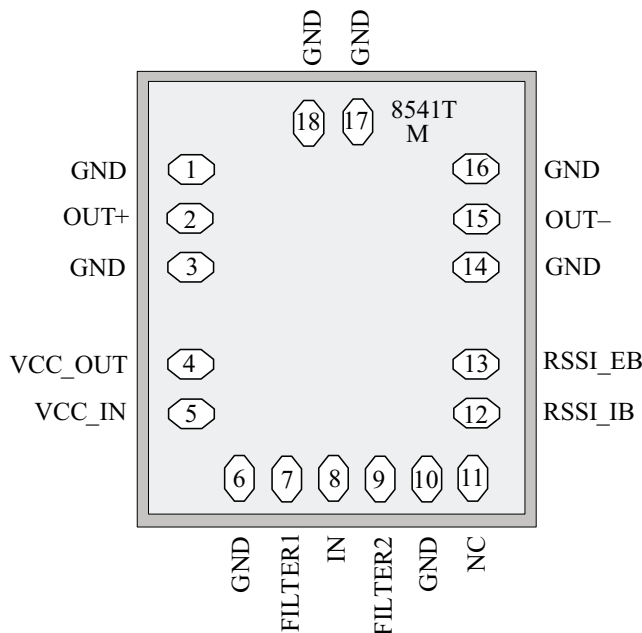 GND GND
18 17 8541T
M
GND 1 16 GND
OUT+ 2 15 OUT–
GND 3 14 GND
VCC_OUT 4 13 RSSI_EB
VCC_IN 5 12 RSSI_IB
6 7 8 9 10 11
GND FILTER1 IN FILTER2 GND NC